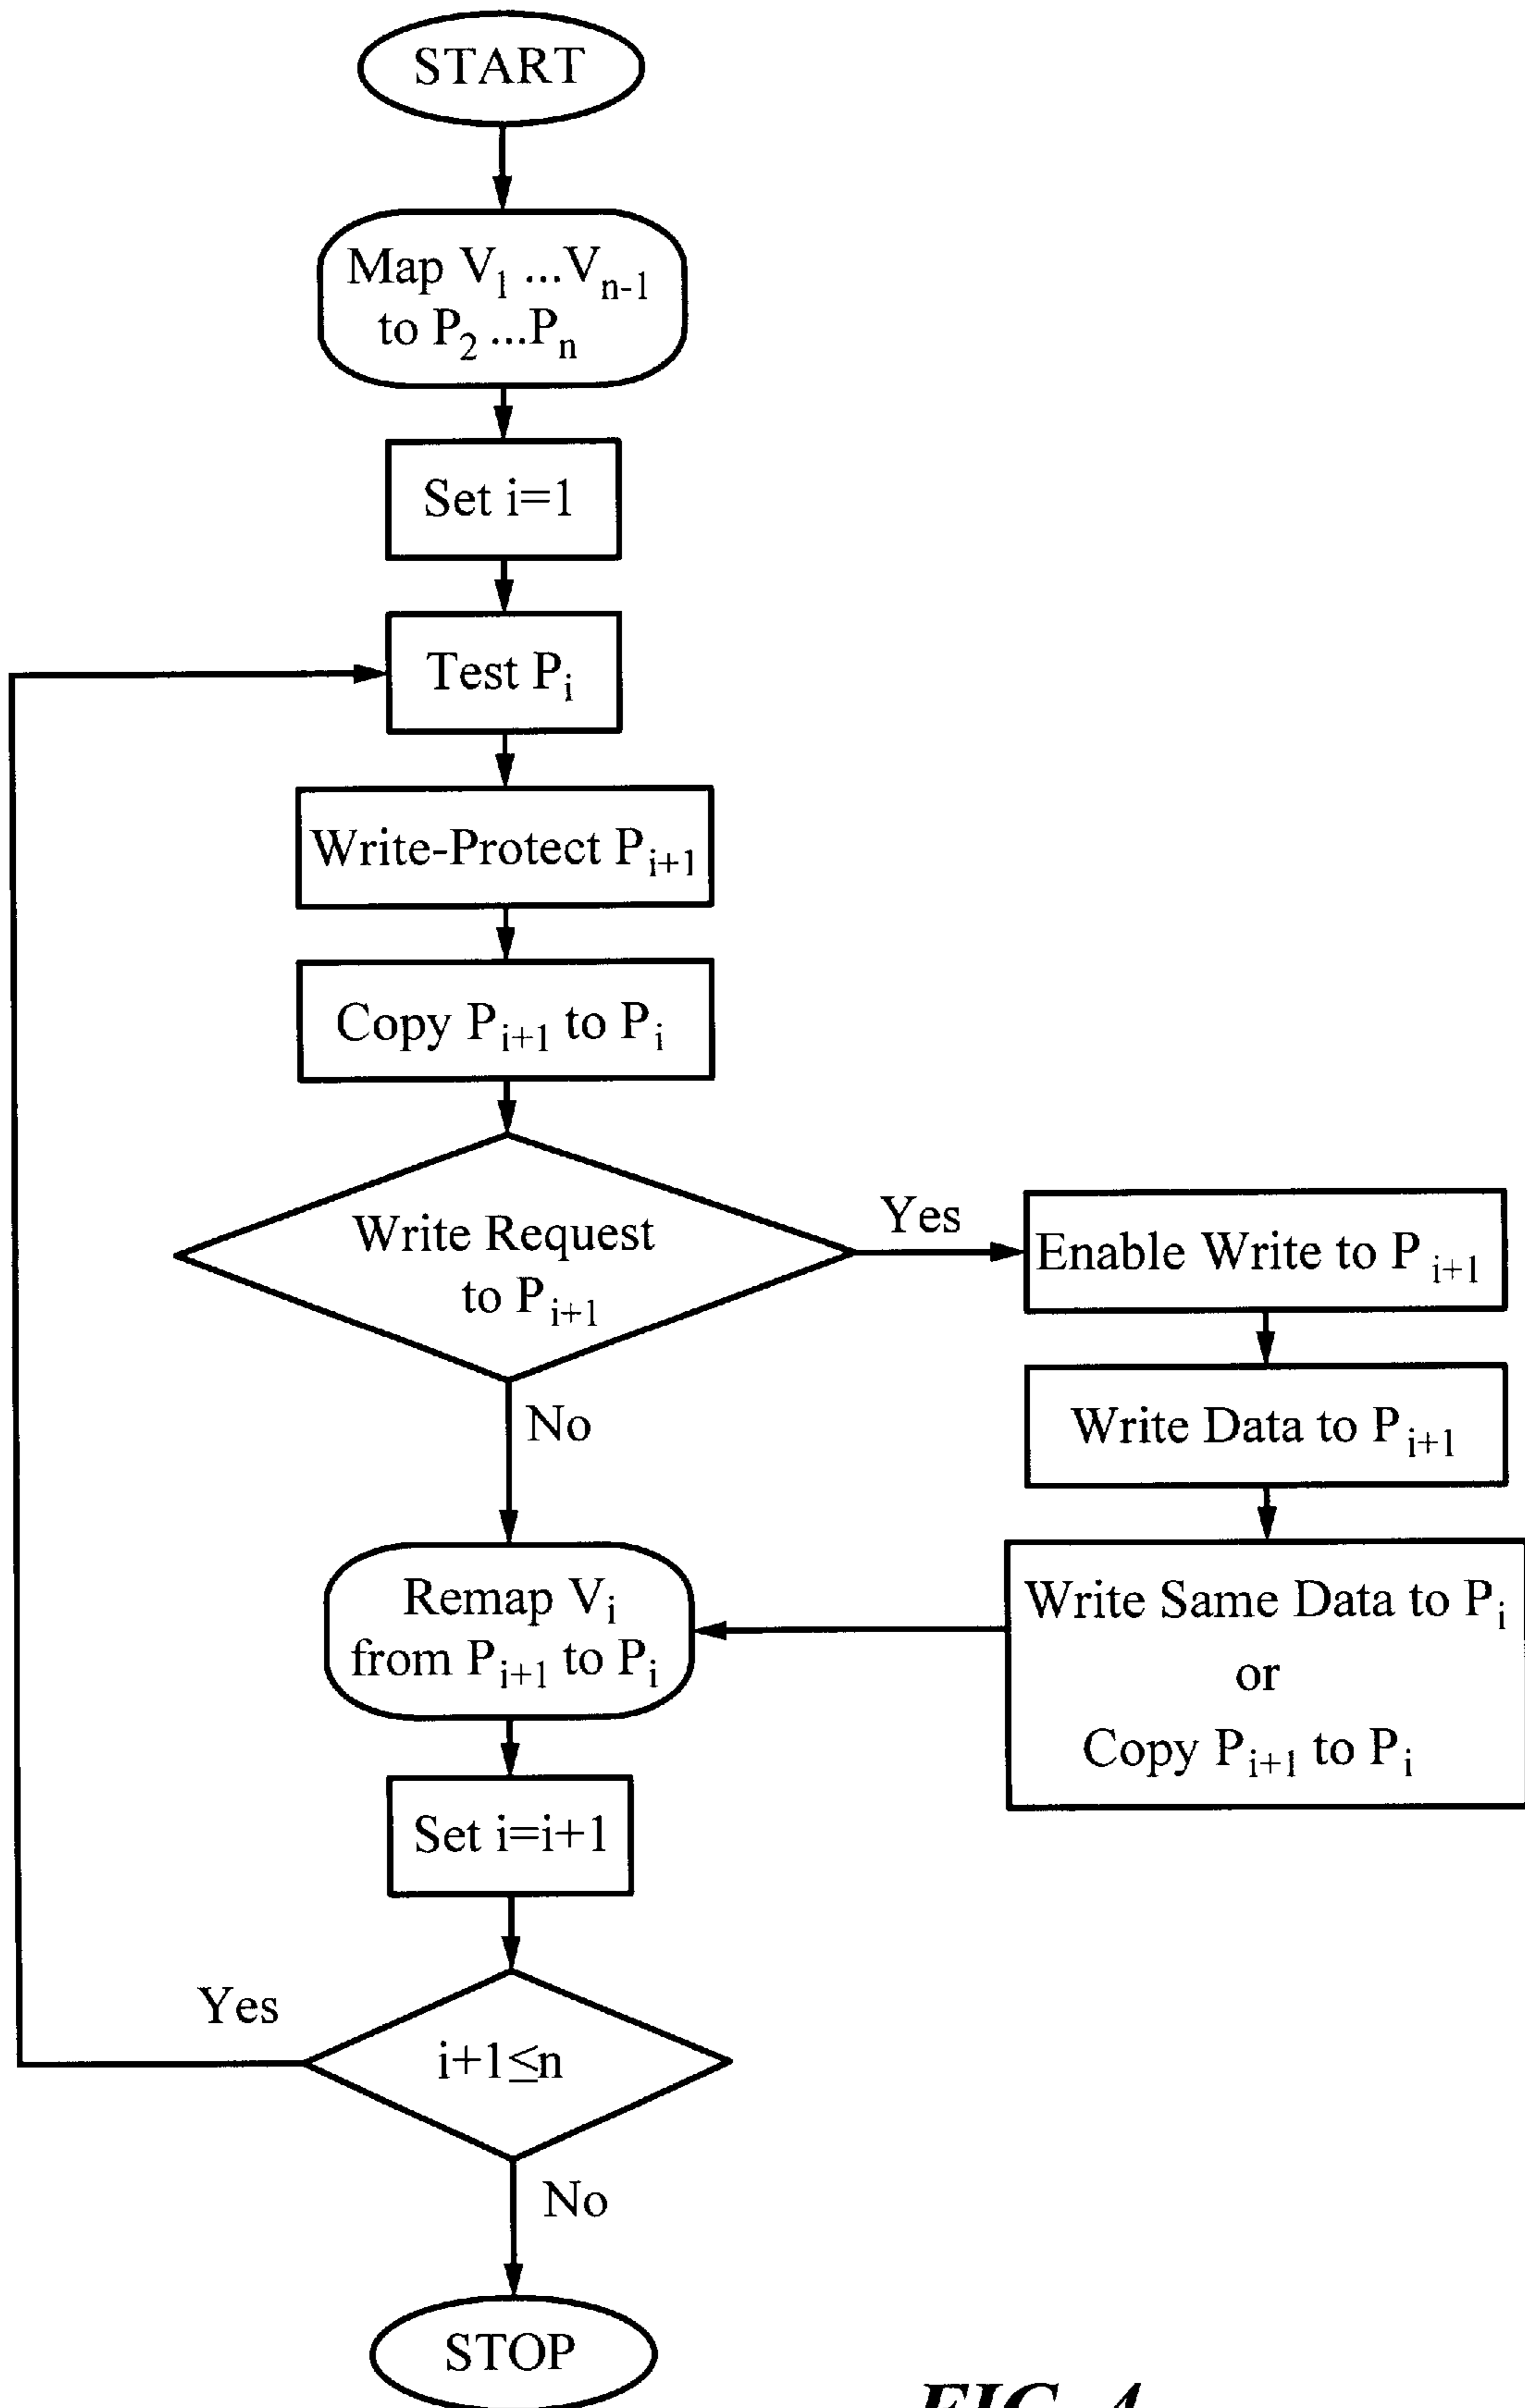 START
Map V₁ ...Vₙ₋₁
to P₂ ...Pₙ
Set i=1
Test Pᵢ
Write-Protect Pᵢ₊₁
Copy Pᵢ₊₁ to Pᵢ
Write Request
to Pᵢ₊₁
Yes
Enable Write to Pᵢ₊₁
Write Data to Pᵢ₊₁
Write Same Data to Pᵢ
or
Copy Pᵢ₊₁ to Pᵢ
No
Remap Vᵢ
from Pᵢ₊₁ to Pᵢ
Set i=i+1
Yes
i+1≤n
No
STOP
FIG. 4